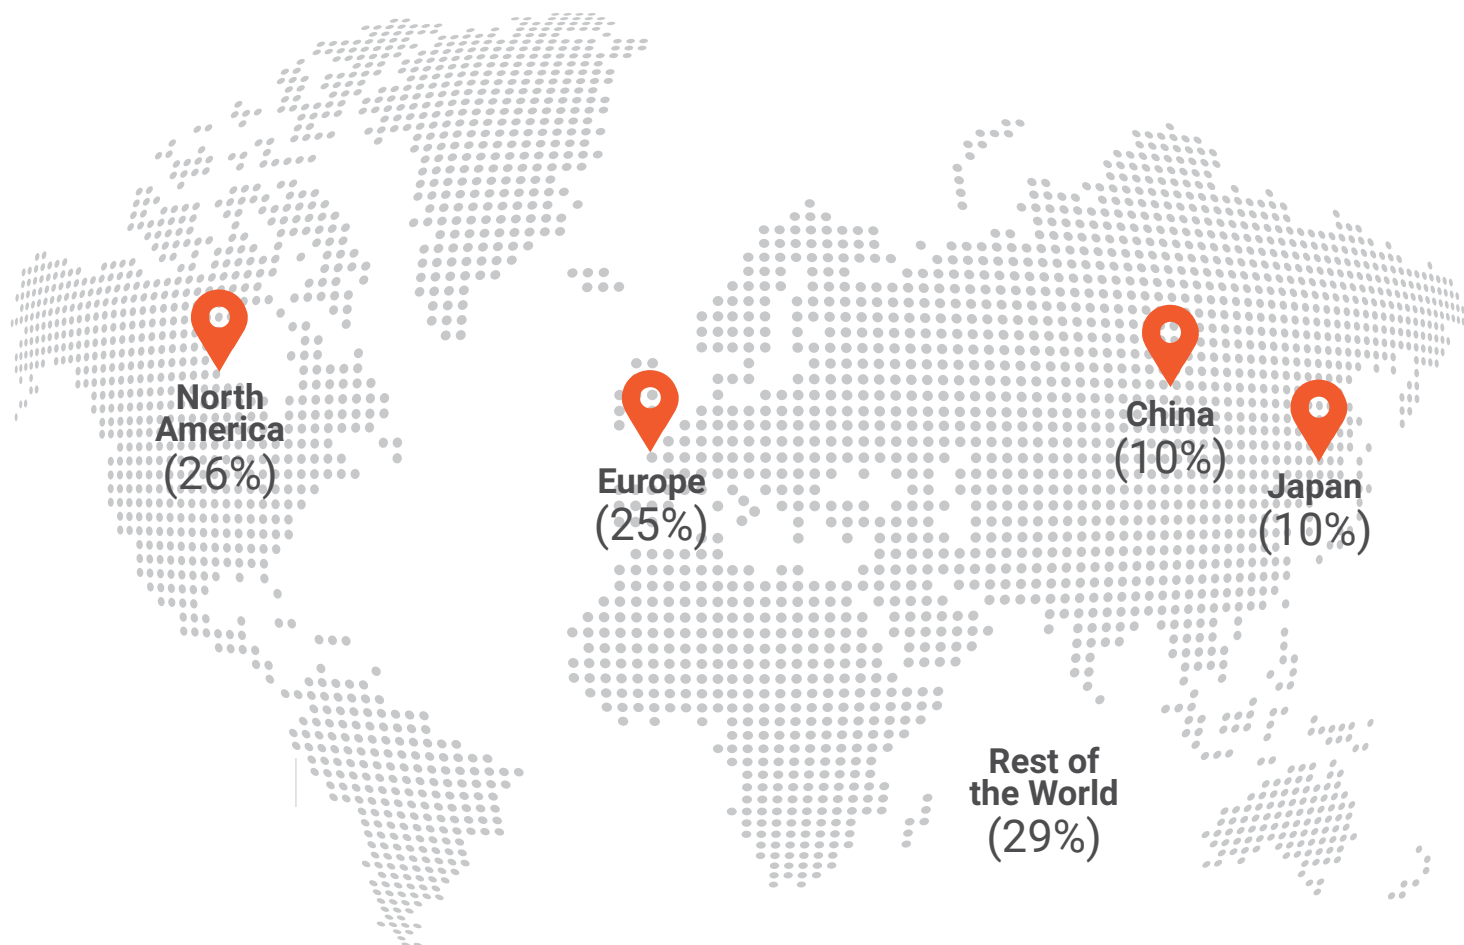 North
America
(26%)
Europe
(25%)
China
(10%)
Japan
(10%)
Rest of
the World
(29%)